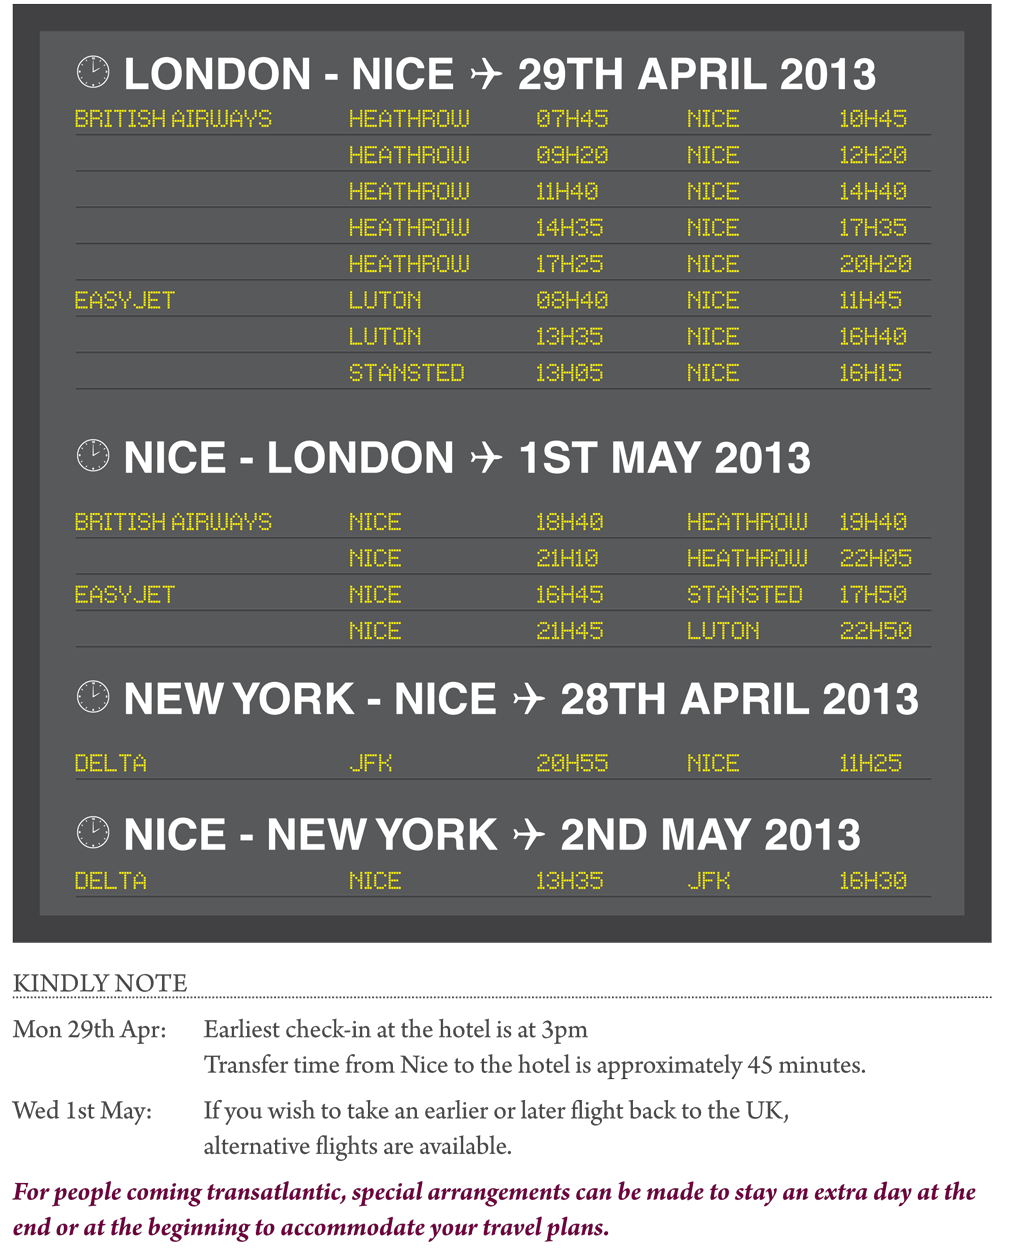 LONDON - NICE ✈ 29TH APRIL 2013
BRITISH AIRWAYS HEATHROW 07H45 NICE 10H45
HEATHROW 09H20 NICE 12H20
HEATHROW 11H40 NICE 14H40
HEATHROW 14H35 NICE 17H35
HEATHROW 17H25 NICE 20H20
EASYJET LUTON 08H40 NICE 11H45
LUTON 13H35 NICE 16H40
STANSTED 13H05 NICE 16H15
NICE - LONDON ✈ 1ST MAY 2013
BRITISH AIRWAYS NICE 18H40 HEATHROW 19H40
NICE 21H10 HEATHROW 22H05
EASYJET NICE 16H45 STANSTED 17H50
NICE 21H45 LUTON 22H50
NEW YORK - NICE ✈ 28TH APRIL 2013
DELTA JFK 20H55 NICE 11H25
NICE - NEW YORK ✈ 2ND MAY 2013
DELTA NICE 13H35 JFK 16H30
KINDLY NOTE
Mon 29th Apr: Earliest check-in at the hotel is at 3pm
Transfer time from Nice to the hotel is approximately 45 minutes.
Wed 1st May: If you wish to take an earlier or later flight back to the UK,
alternative flights are available.
For people coming transatlantic, special arrangements can be made to stay an extra day at the
end or at the beginning to accommodate your travel plans.